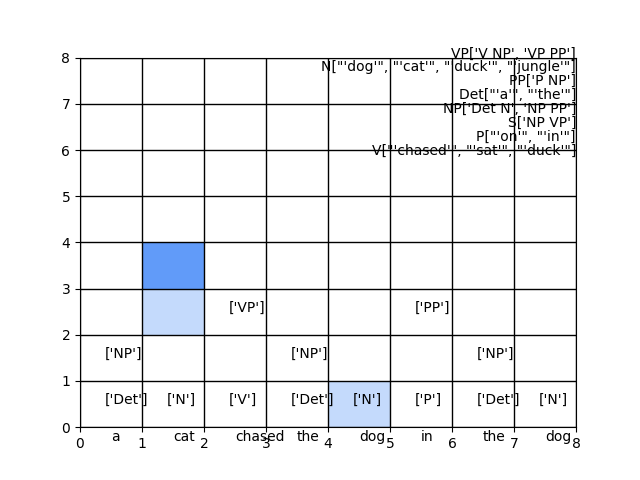 VP['V NP', 'VP PP']
8
N["'dog'", "'cat'", "'duck'", "'jungle'"]
PP['P NP']
Det["'a'", "'the'"]
7
NP['Det N', 'NP PP']
S['NP VP']
P["'on'", "'in'"]
6
V["'chased'", "'sat'", "'duck'"]
5
4
3
['VP'] ['PP']
2
['NP'] ['NP'] ['NP']
1
['Det'] ['N'] ['V'] ['Det'] ['N'] ['P'] ['Det'] ['N']
0
a cat chased the dog in the dog
0 1 2 3 4 5 6 7 8